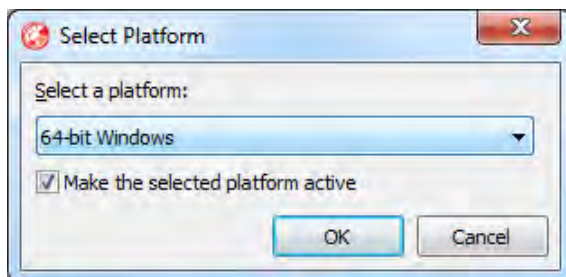 Select Platform
Select a platform:
64-bit Windows
Make the selected platform active
OK
Cancel